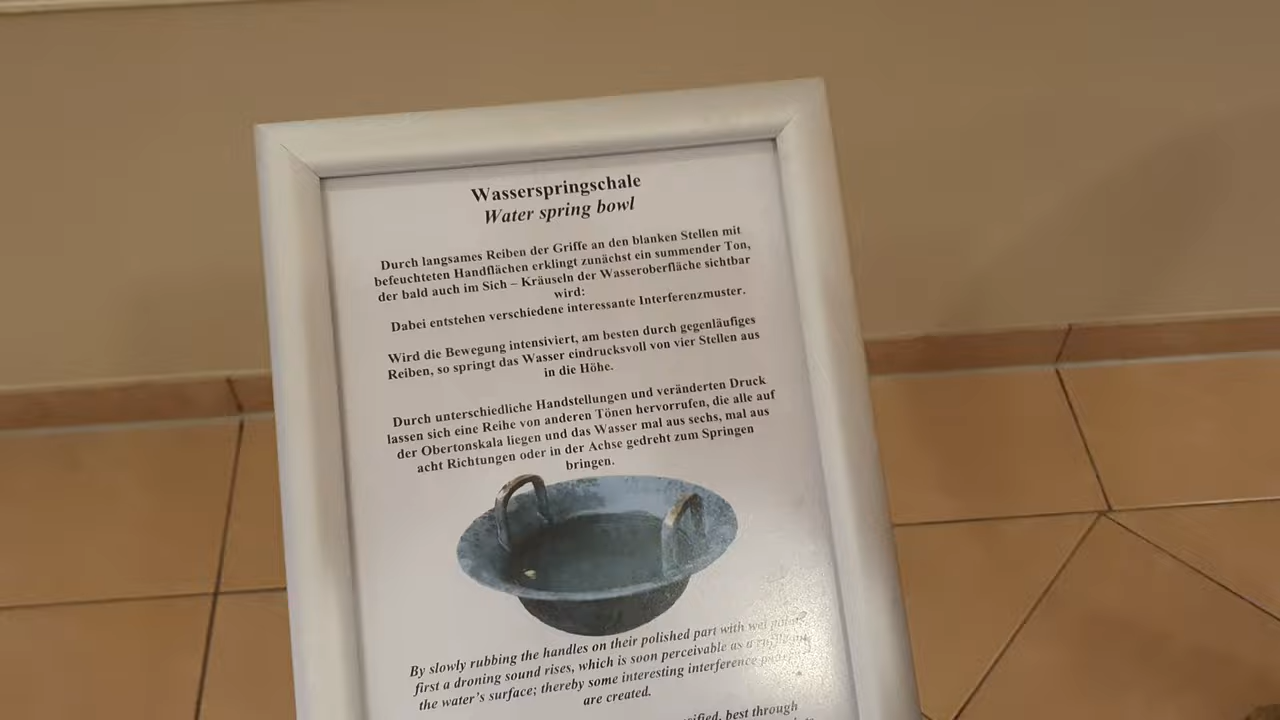 Wasserspringschale
Water spring bowl
Durch langsames Reiben der Griffe an den blanken Stellen mit
befeuchteten Handflächen erklingt zunächst ein summender Ton,
der bald auch im Sich – Kräuseln der Wasseroberfläche sichtbar
wird:
Dabei entstehen verschiedene interessante Interferenzmuster.
Wird die Bewegung intensiviert, am besten durch gegenläufiges
Reiben, so springt das Wasser eindrucksvoll von vier Stellen aus
in die Höhe.
Durch unterschiedliche Handstellungen und veränderten Druck
lassen sich eine Reihe von anderen Tönen hervorrufen, die alle auf
der Obertonskala liegen und das Wasser mal aus sechs, mal aus
acht Richtungen oder in der Achse gedreht zum Springen
bringen.
By slowly rubbing the handles on their polished part with wet
first a droning sound rises, which is soon perceivable as a
the water's surface; thereby some interesting interference
are created.
best through